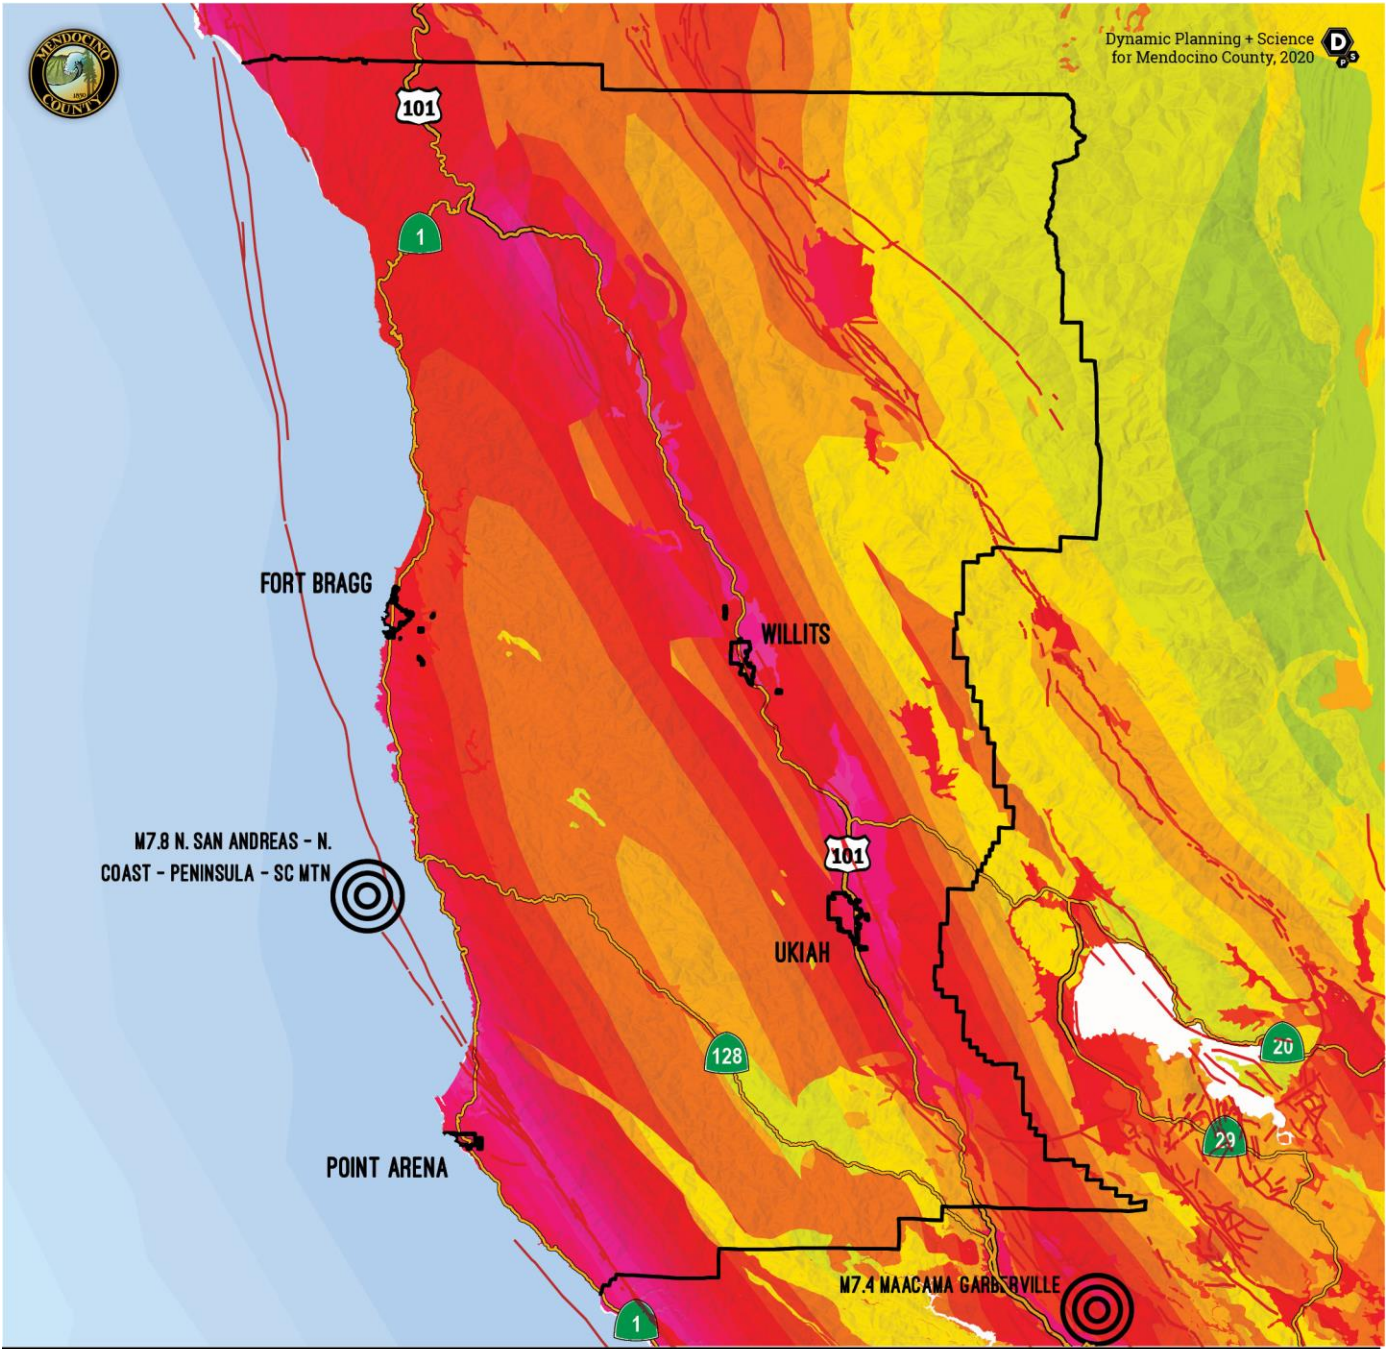 MENDOCINO
COUNTY
1850
Dynamic Planning + Science
for Mendocino County, 2020
D
P S
101
1
FORT BRAGG
WILLITS
M7.8 N. SAN ANDREAS - N.
COAST - PENINSULA - SC MTN
101
UKIAH
128
20
29
POINT ARENA
M7.4 MAACAMA GARBERVILLE
1